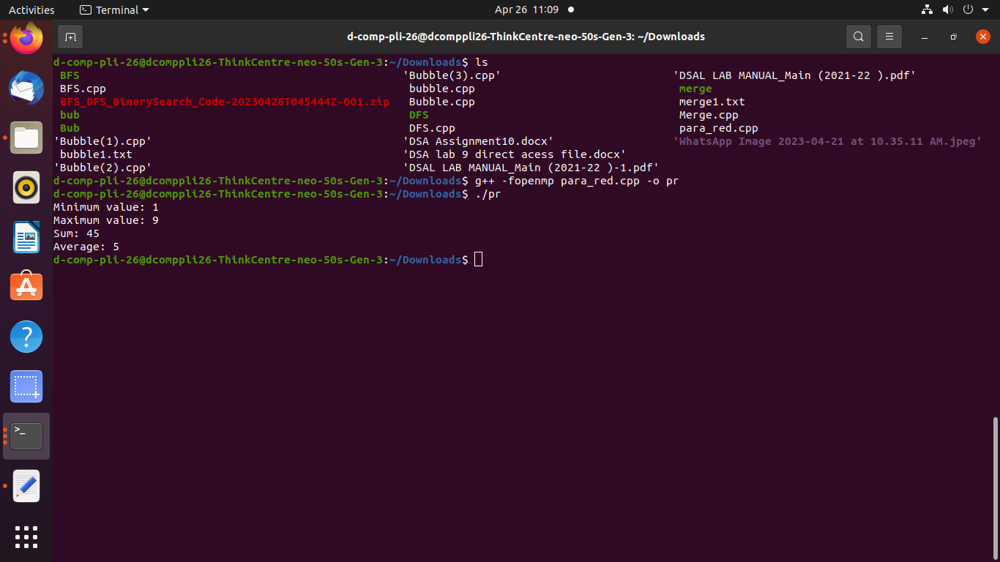 Activities Terminal Apr 26 11:09
d-comp-pli-26@dcomppli26-ThinkCentre-neo-50s-Gen-3: ~/Downloads
d-comp-pli-26@dcomppli26-ThinkCentre-neo-50s-Gen-3:~/Downloads$ ls
BFS 'Bubble(3).cpp' 'DSAL LAB MANUAL_Main (2021-22 ).pdf'
BFS.cpp bubble.cpp merge
BFS_DFS_BinarySearch_Code-20230426T045444Z-001.zip Bubble.cpp merge1.txt
bub DFS Merge.cpp
Bub DFS.cpp para_red.cpp
'Bubble(1).cpp' 'DSA Assignment10.docx' 'WhatsApp Image 2023-04-21 at 10.35.11 AM.jpeg'
bubble1.txt 'DSA lab 9 direct acess file.docx'
'Bubble(2).cpp' 'DSAL LAB MANUAL_Main (2021-22 )-1.pdf'
d-comp-pli-26@dcomppli26-ThinkCentre-neo-50s-Gen-3:~/Downloads$ g++ -fopenmp para_red.cpp -o pr
d-comp-pli-26@dcomppli26-ThinkCentre-neo-50s-Gen-3:~/Downloads$ ./pr
Minimum value: 1
Maximum value: 9
Sum: 45
Average: 5
d-comp-pli-26@dcomppli26-ThinkCentre-neo-50s-Gen-3:~/Downloads$